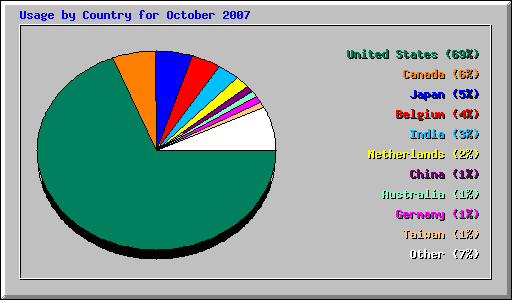 Usage by Country for October 2007
United States (69%)
Canada (6%)
Japan (5%)
Belgium (4%)
India (3%)
Netherlands (2%)
China (1%)
Australia (1%)
Germany (1%)
Taiwan (1%)
Other (7%)